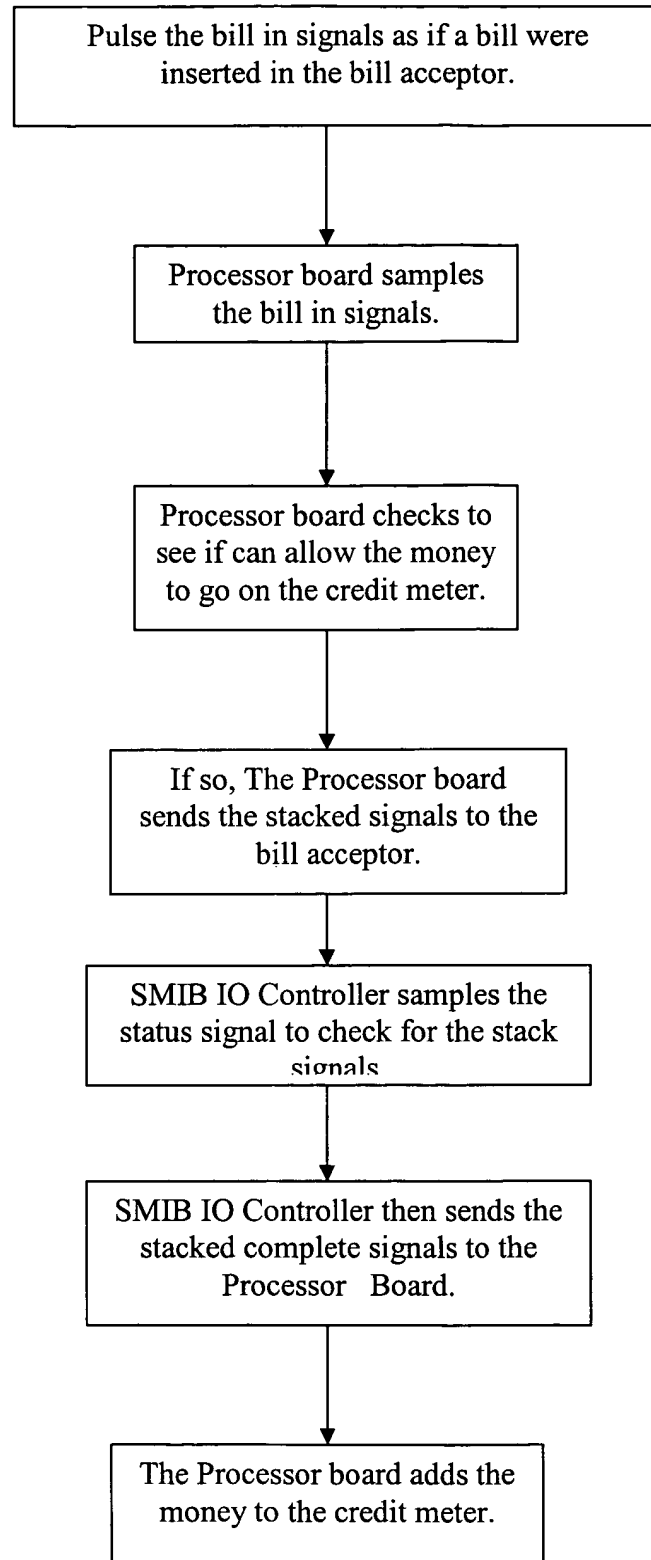 Pulse the bill in signals as if a bill were
inserted in the bill acceptor.
Processor board samples
the bill in signals.
Processor board checks to
see if can allow the money
to go on the credit meter.
If so, The Processor board
sends the stacked signals to the
bill acceptor.
SMIB IO Controller samples the
status signal to check for the stack
signals
SMIB IO Controller then sends the
stacked complete signals to the
Processor Board.
The Processor board adds the
money to the credit meter.